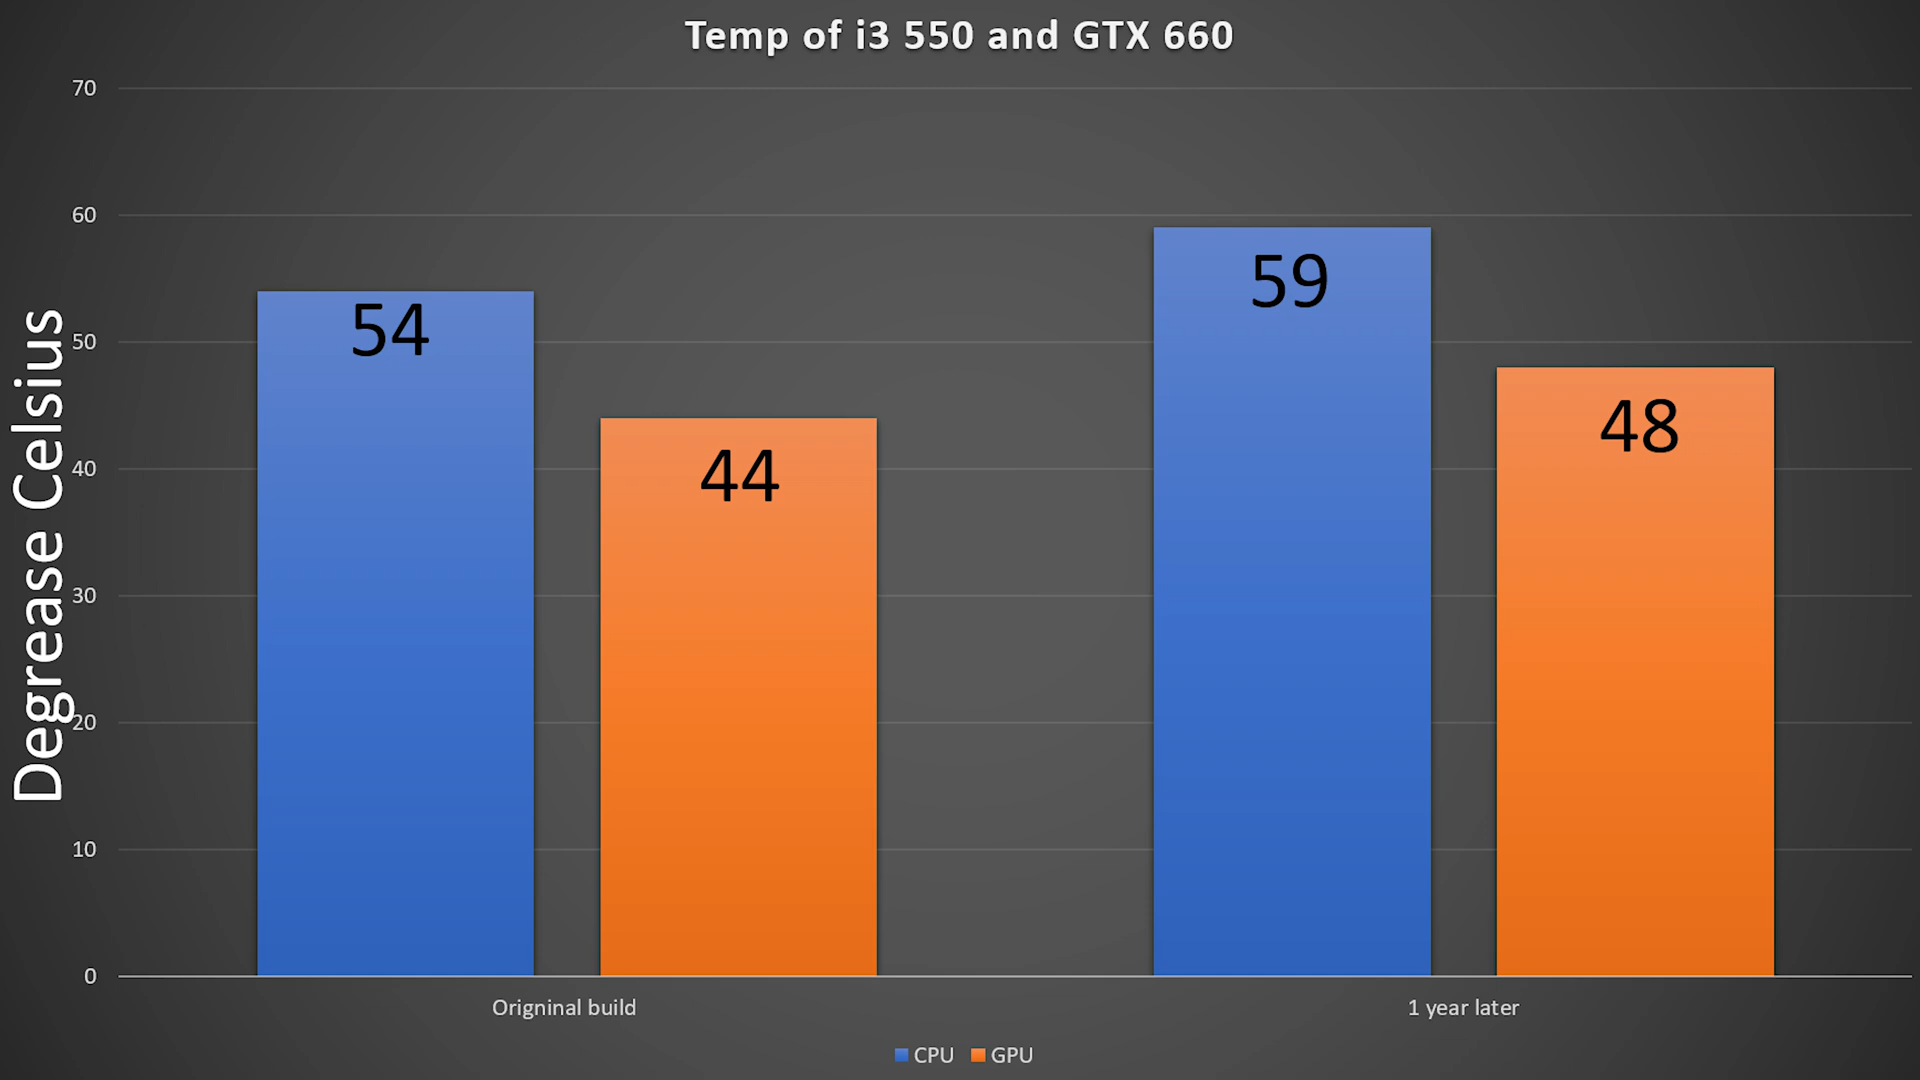 Temp of i3 550 and GTX 660
Degrease Celsius
70
60
50
40
30
20
10
0
54
44
59
48
Origninal build
1 year later
CPU
GPU